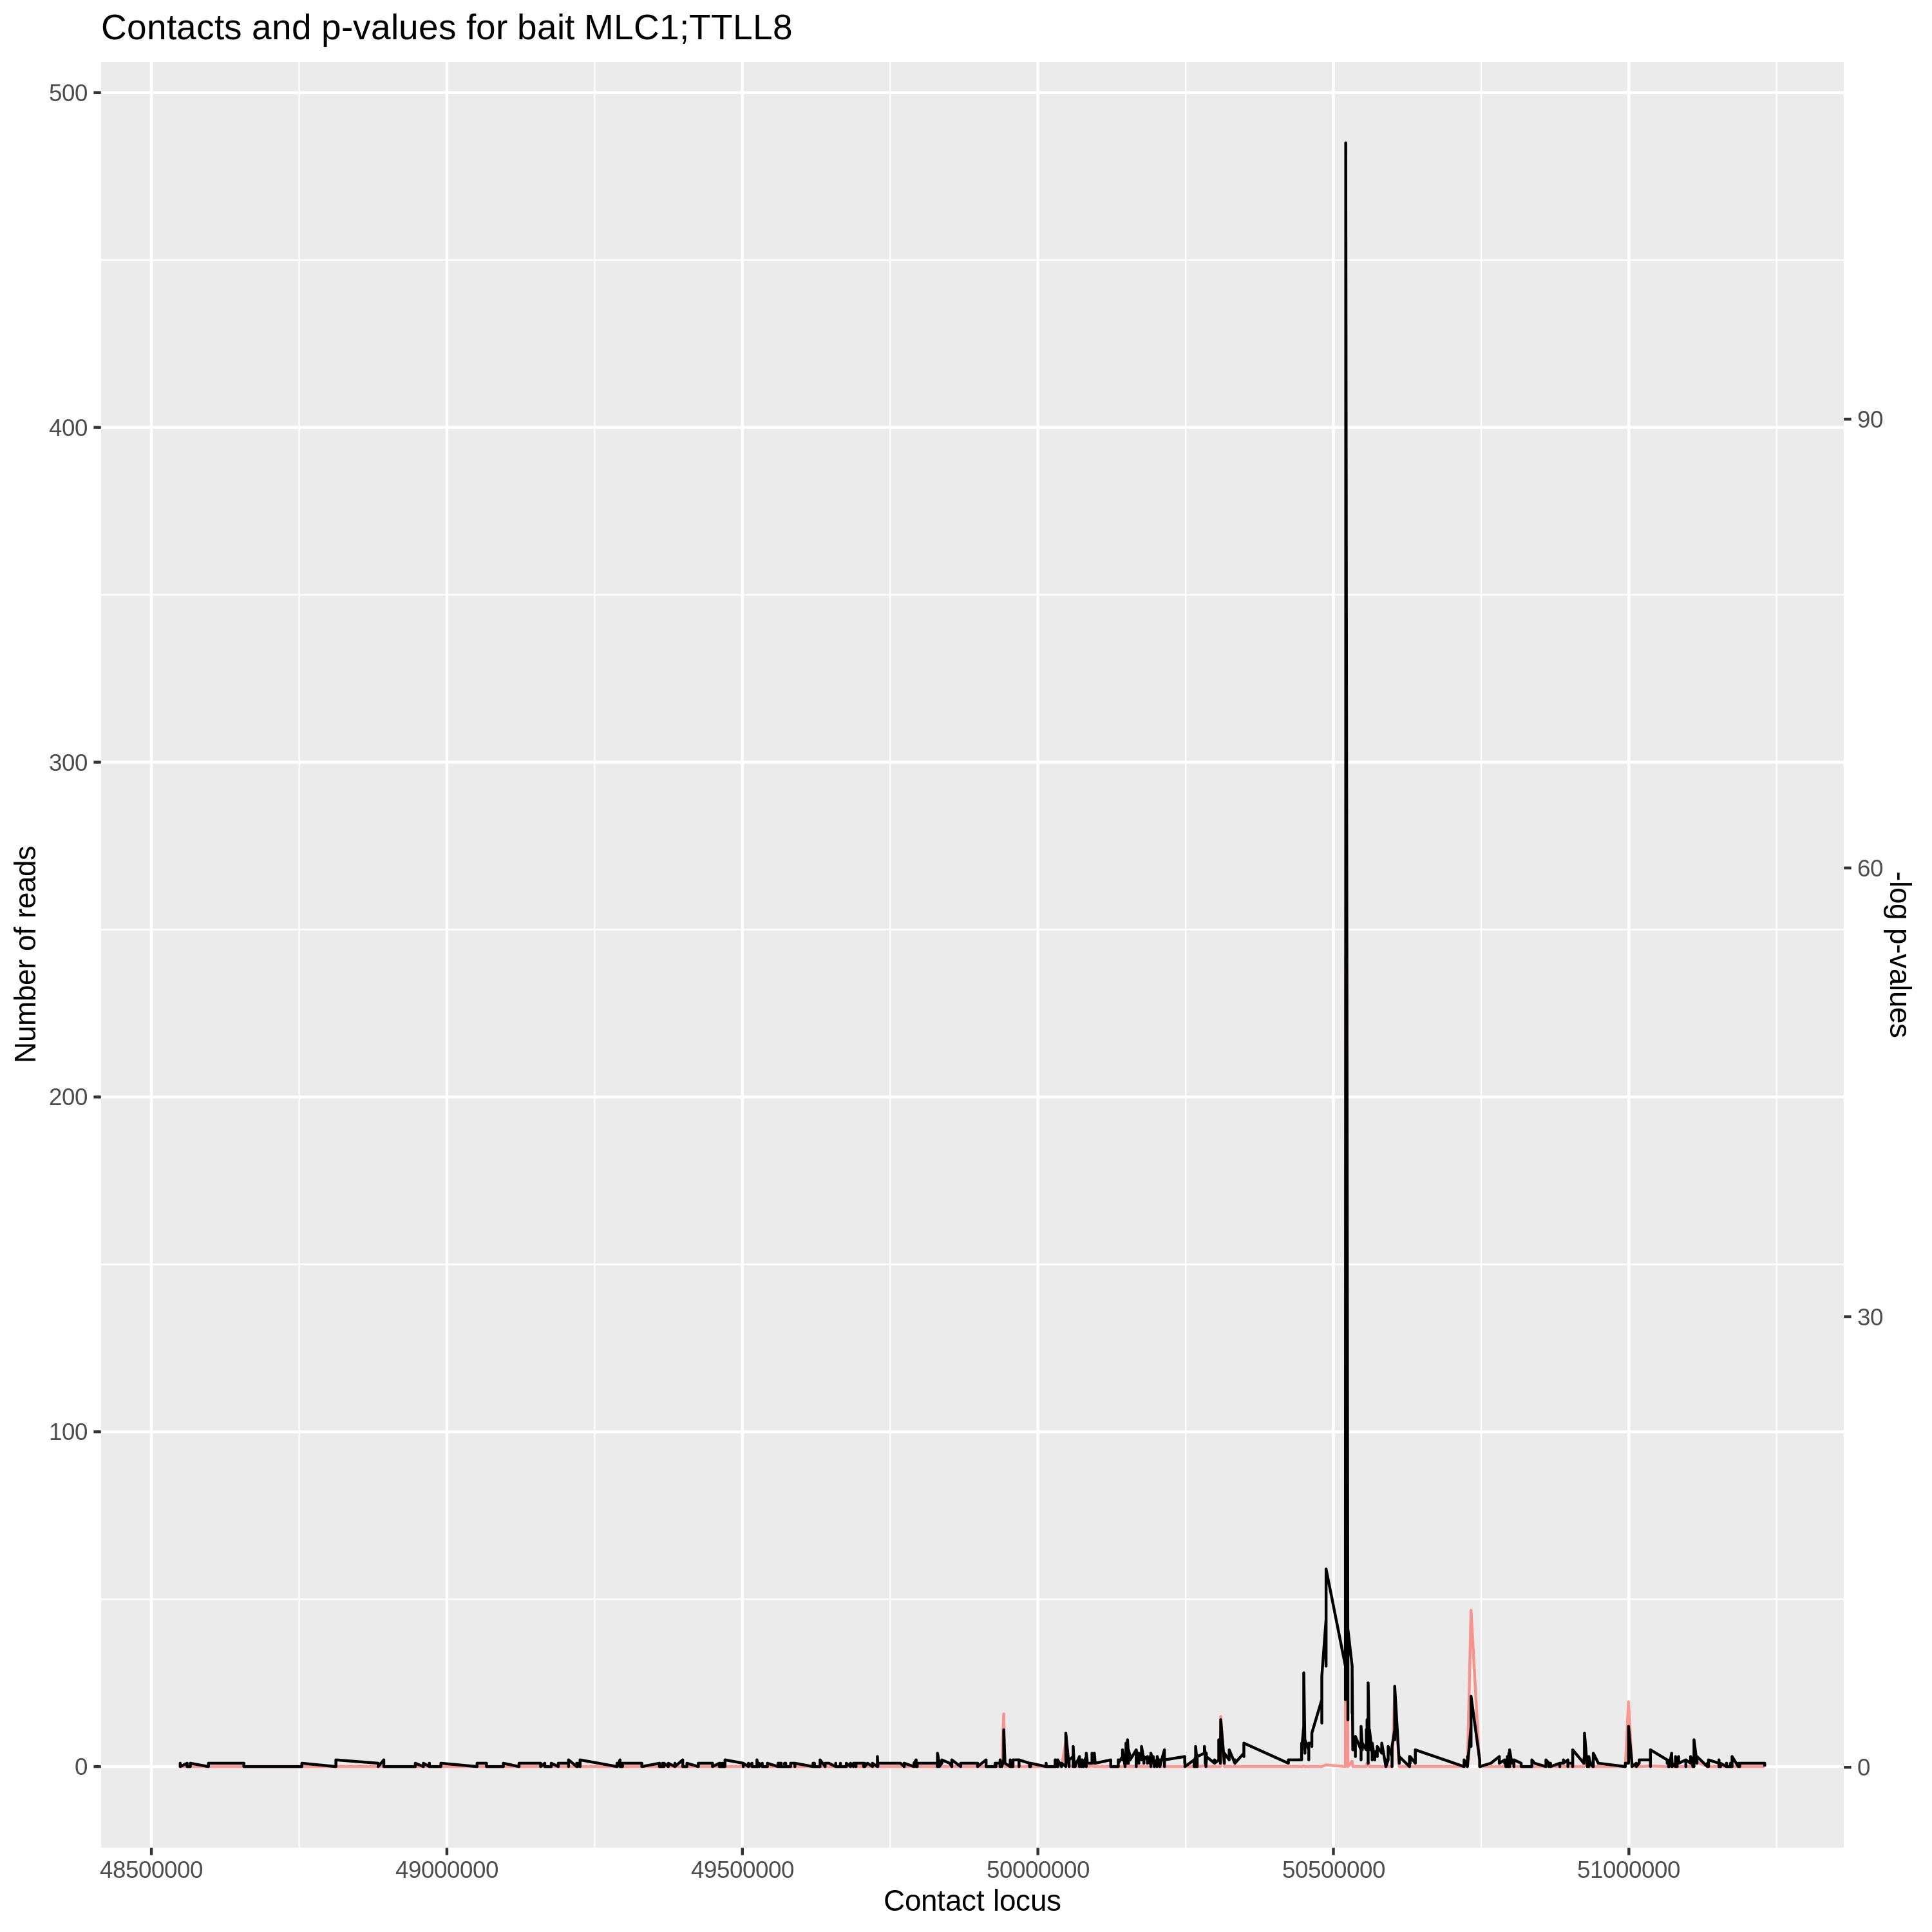 Contacts and p-values for bait MLC1;TTLL8
500
400
300
200
100
0
Number of reads
90
60
30
0
-log p-values
48500000 49000000 49500000 50000000 50500000 51000000
Contact locus